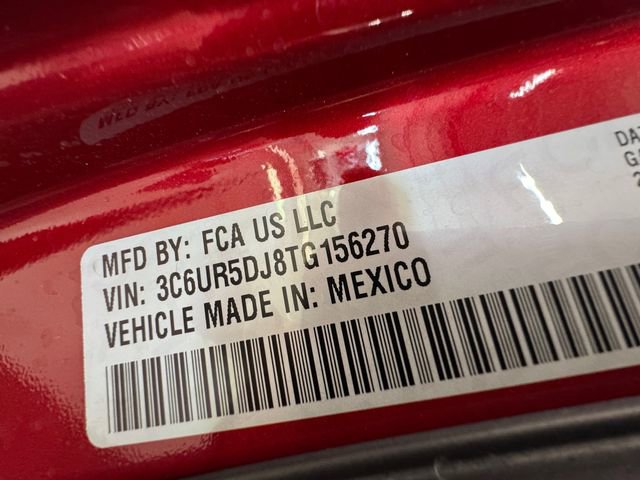 MFD BY: FCA US LLC
VIN: 3C6UR5DJ8TG156270
VEHICLE MADE IN: MEXICO